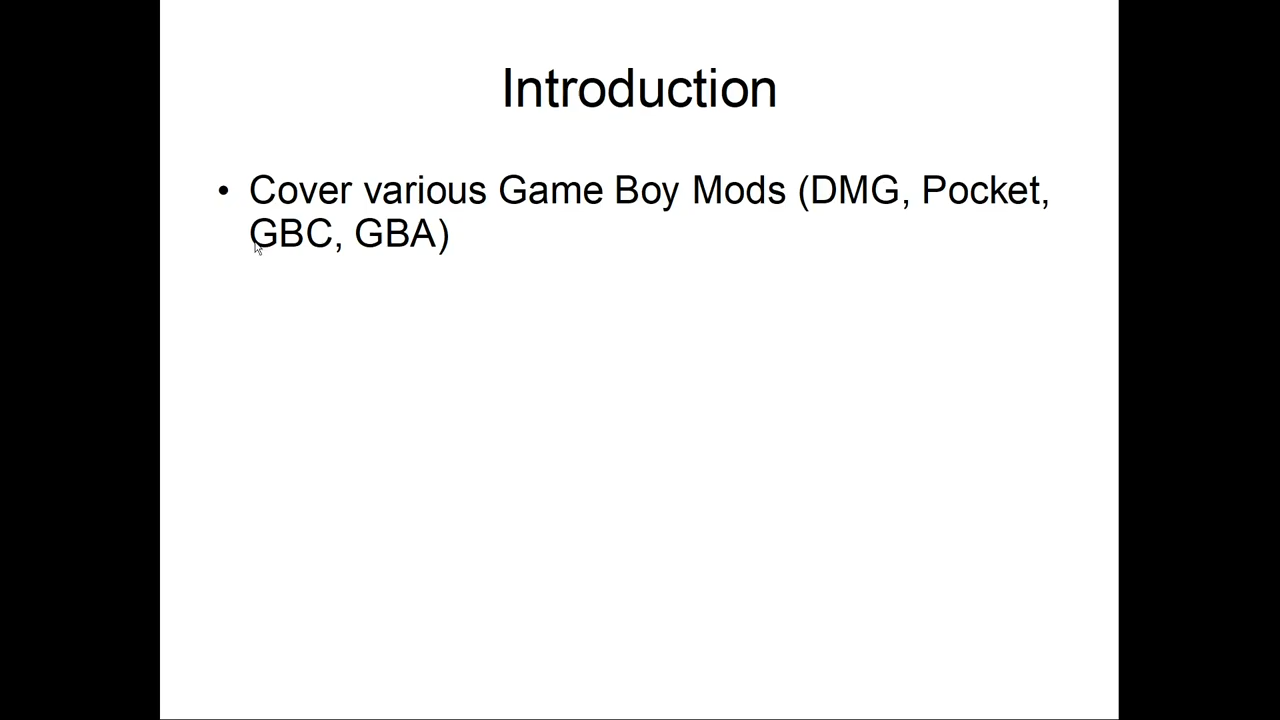 Introduction
• Cover various Game Boy Mods (DMG, Pocket,
GBC, GBA)